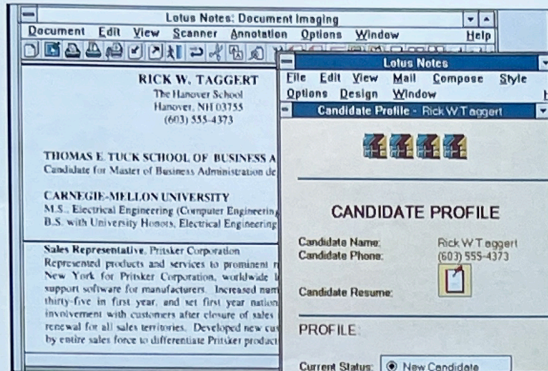 Lotus Notes: Document Imaging
Document Edit View Scanner Annotation Options Window Help
RICK W. TAGGERT
The Hanover School
Hanover, NH 03755
(603) 555-4373
THOMAS E. TUCK SCHOOL OF BUSINESS A
Candidate for Master of Business Administration de
CARNEGIE-MELLON UNIVERSITY
M.S., Electrical Engineering (Computer Engineering
B.S. with University Honors, Electrical Engineering
Sales Representative, Pritsker Corporation
Represented products and services to prominent
New York for Pritsker Corporation, worldwide
support software for manufacturers. Increased num
thirty-five in first year, and set first year nation
involvement with customers after closure of sales
renewal for all sales territories. Developed new cus
by entire sales force to differentiate Pritsker product
Lotus Notes
File Edit View Mail Compose Style
Options Design Window
Candidate Profile - Rick W.Taggert
CANDIDATE PROFILE
Candidate Name: Rick W Taggert
Candidate Phone: (603) 555-4373
Candidate Resume:
PROFILE:
Current Status: New Candidate